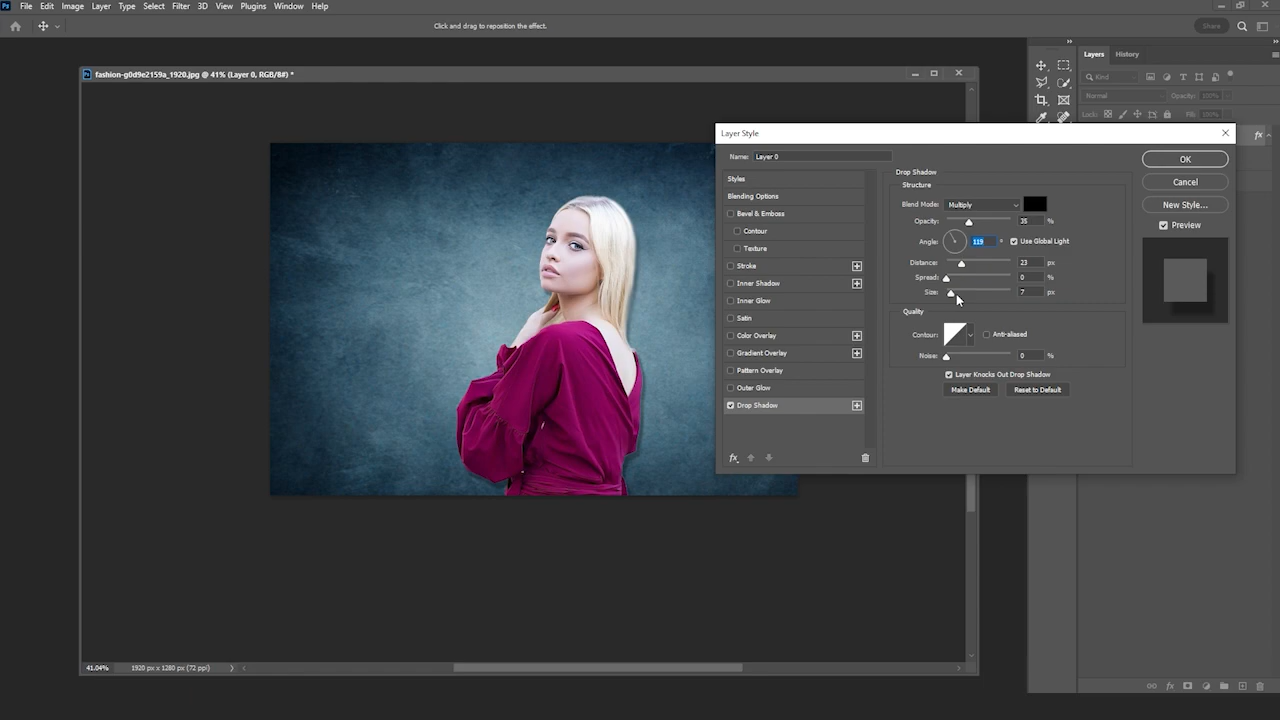 Ps File Edit Image Layer Type Select Filter 3D View Plugins Window Help
Click and drag to reposition the effect. Share
Ps fashion-g0d9e2159a_1920.jpg @ 41% (Layer 0, RGB/8#) *
Layers History
Kind
Normal Opacity: 100%
Lock: Fill: 100%
Layer Style
fx
Name: Layer 0
OK
Cancel
New Style...
Preview
Styles
Blending Options
Bevel & Emboss
Contour
Texture
Stroke
Inner Shadow
Inner Glow
Satin
Color Overlay
Gradient Overlay
Pattern Overlay
Outer Glow
Drop Shadow
fx
Drop Shadow
Structure
Blend Mode: Multiply
Opacity: 35 %
Angle: 119 ° Use Global Light
Distance: 23 px
Spread: 0 %
Size: 7 px
Quality
Contour: Anti-aliased
Noise: 0 %
Layer Knocks Out Drop Shadow
Make Default Reset to Default
41.04% 1920 px x 1280 px (72 ppi)
fx